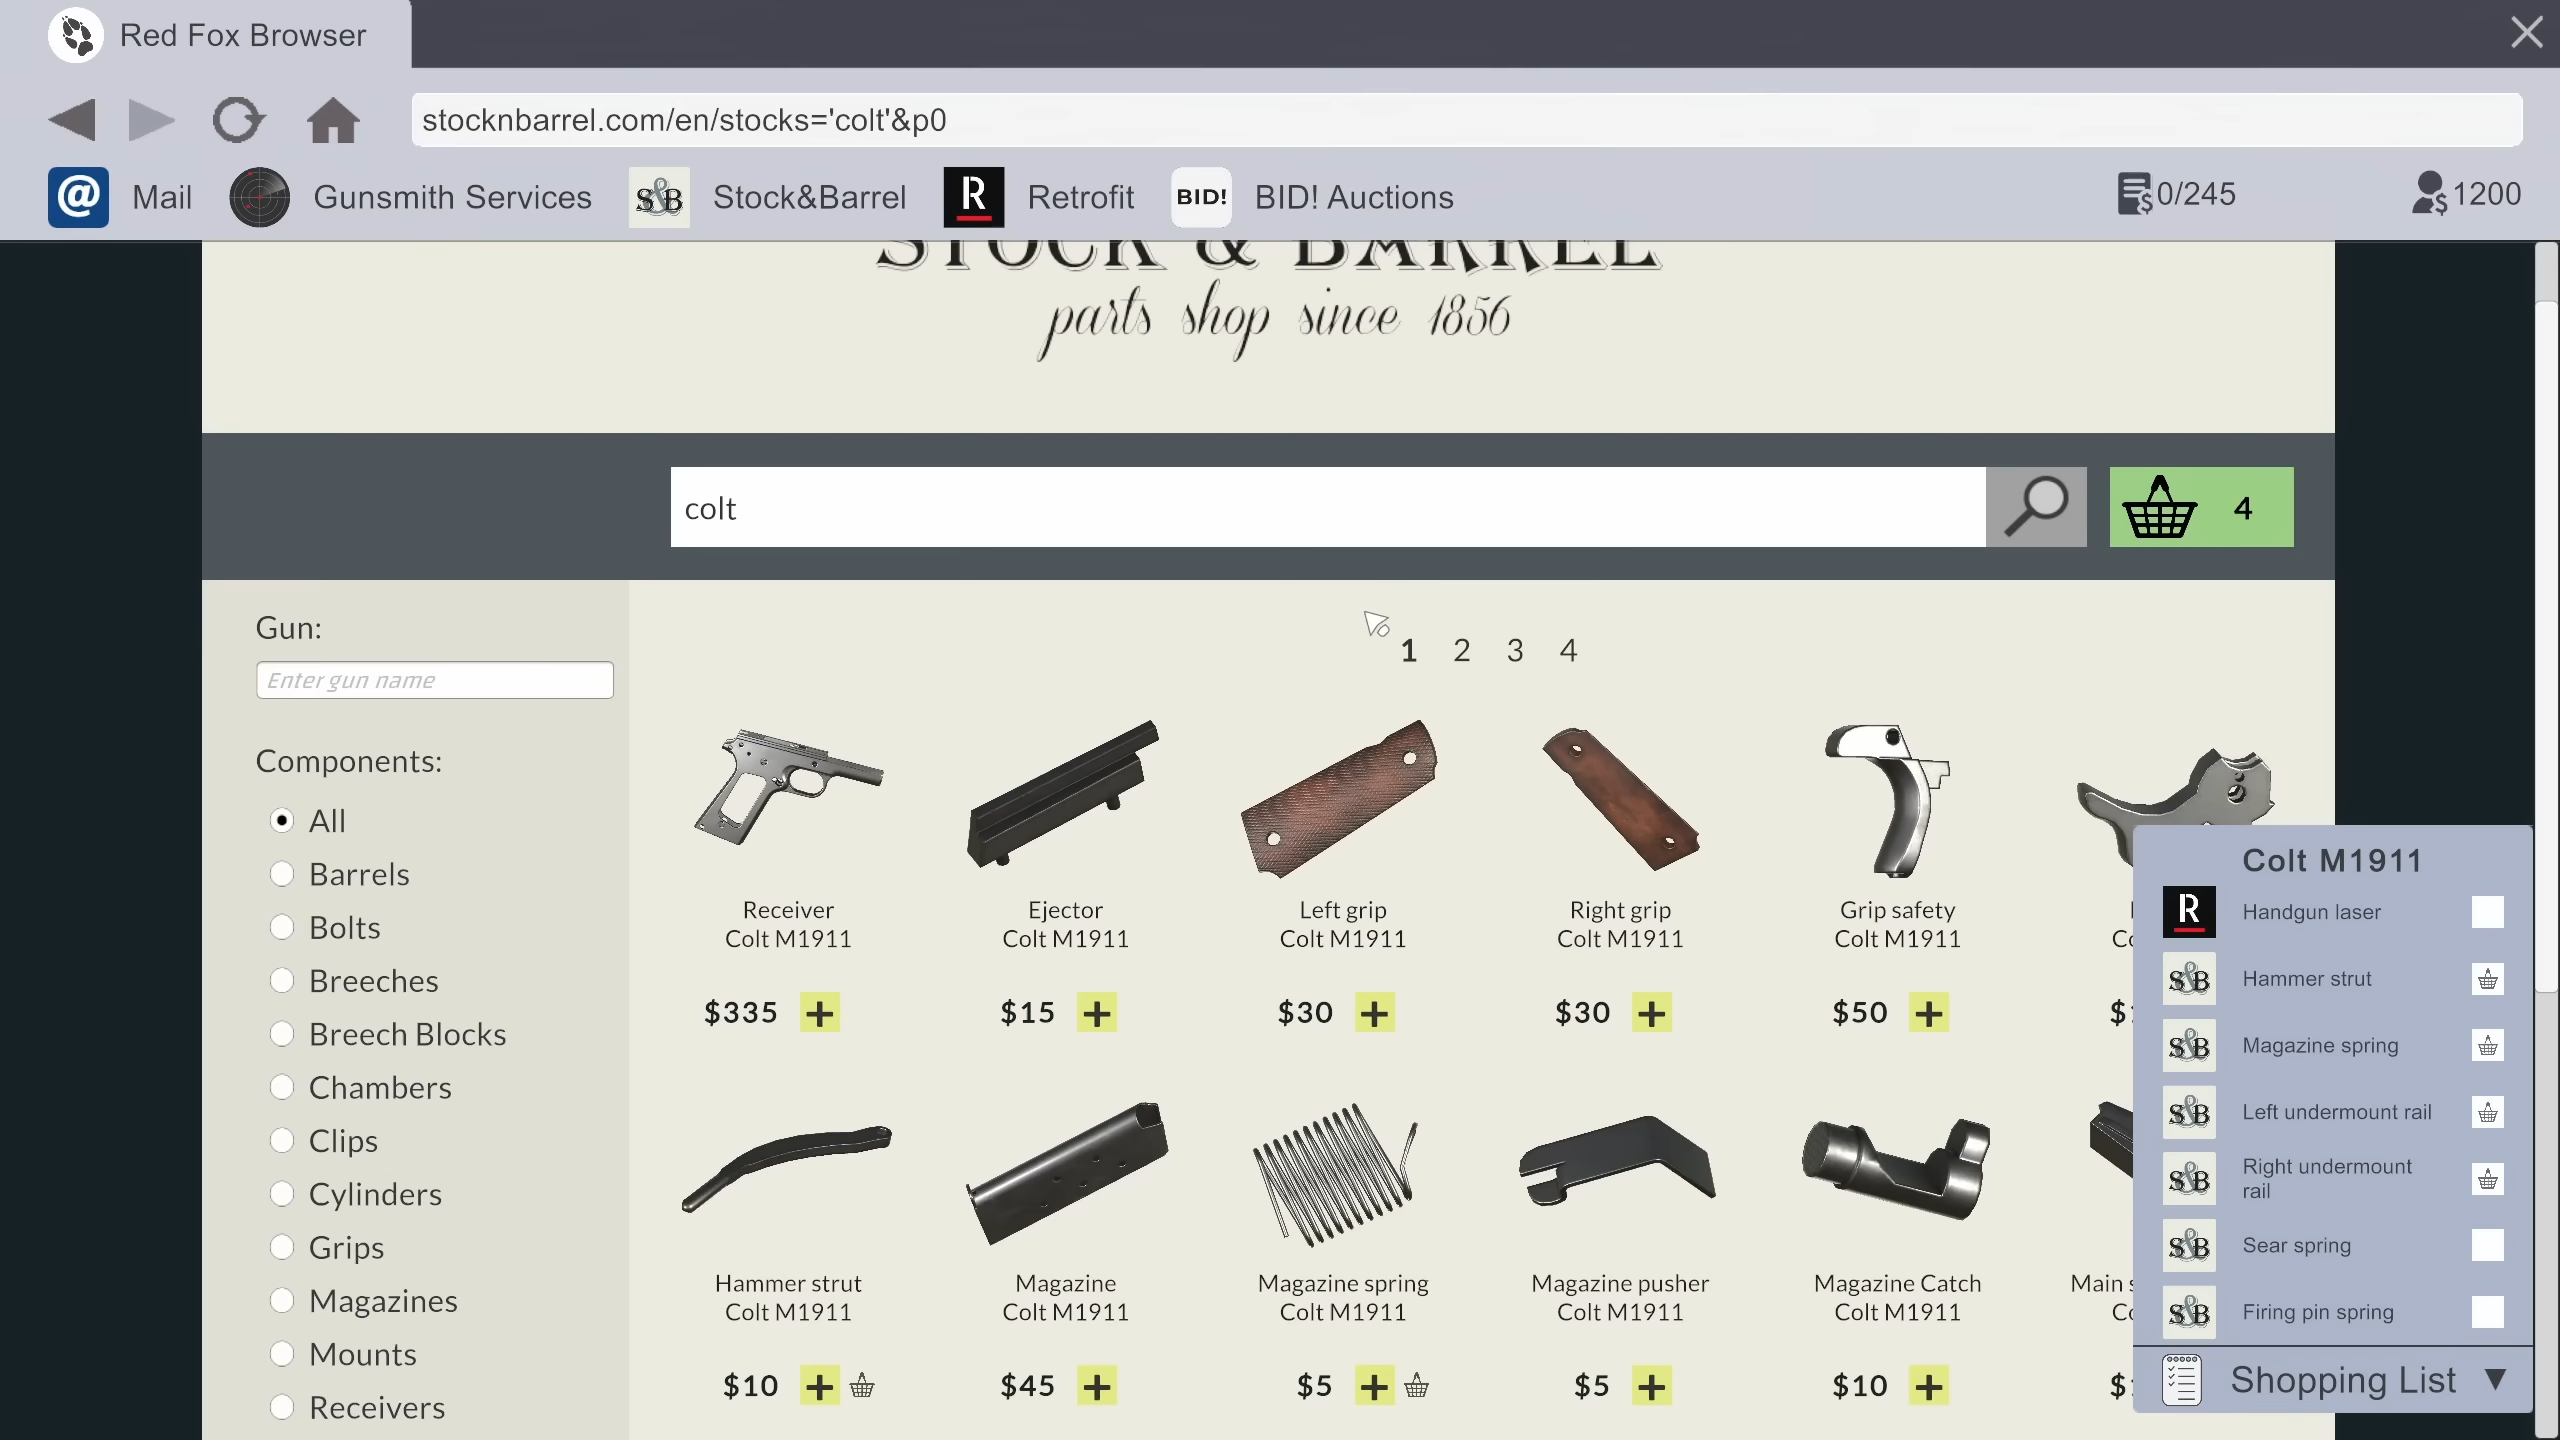 Red Fox Browser
stocknbarrel.com/en/stocks='colt'&p0
@ Mail
Gunsmith Services
S&B Stock&Barrel
R Retrofit
BID! BID! Auctions
0/245
1200
STOCK & BARREL
parts shop since 1856
colt
4
Gun:
Enter gun name
Components:
All
Barrels
Bolts
Breeches
Breech Blocks
Chambers
Clips
Cylinders
Grips
Magazines
Mounts
Receivers
1 2 3 4
Receiver
Colt M1911
$335 +
Ejector
Colt M1911
$15 +
Left grip
Colt M1911
$30 +
Right grip
Colt M1911
$30 +
Grip safety
Colt M1911
$50 +
Hammer strut
Colt M1911
$10 +
Magazine
Colt M1911
$45 +
Magazine spring
Colt M1911
$5 +
Magazine pusher
Colt M1911
$5 +
Magazine Catch
Colt M1911
$10 +
Main
Colt M1911
R Handgun laser
S&B Hammer strut
S&B Magazine spring
S&B Left undermount rail
S&B Right undermount
rail
S&B Sear spring
S&B Firing pin spring
Shopping List